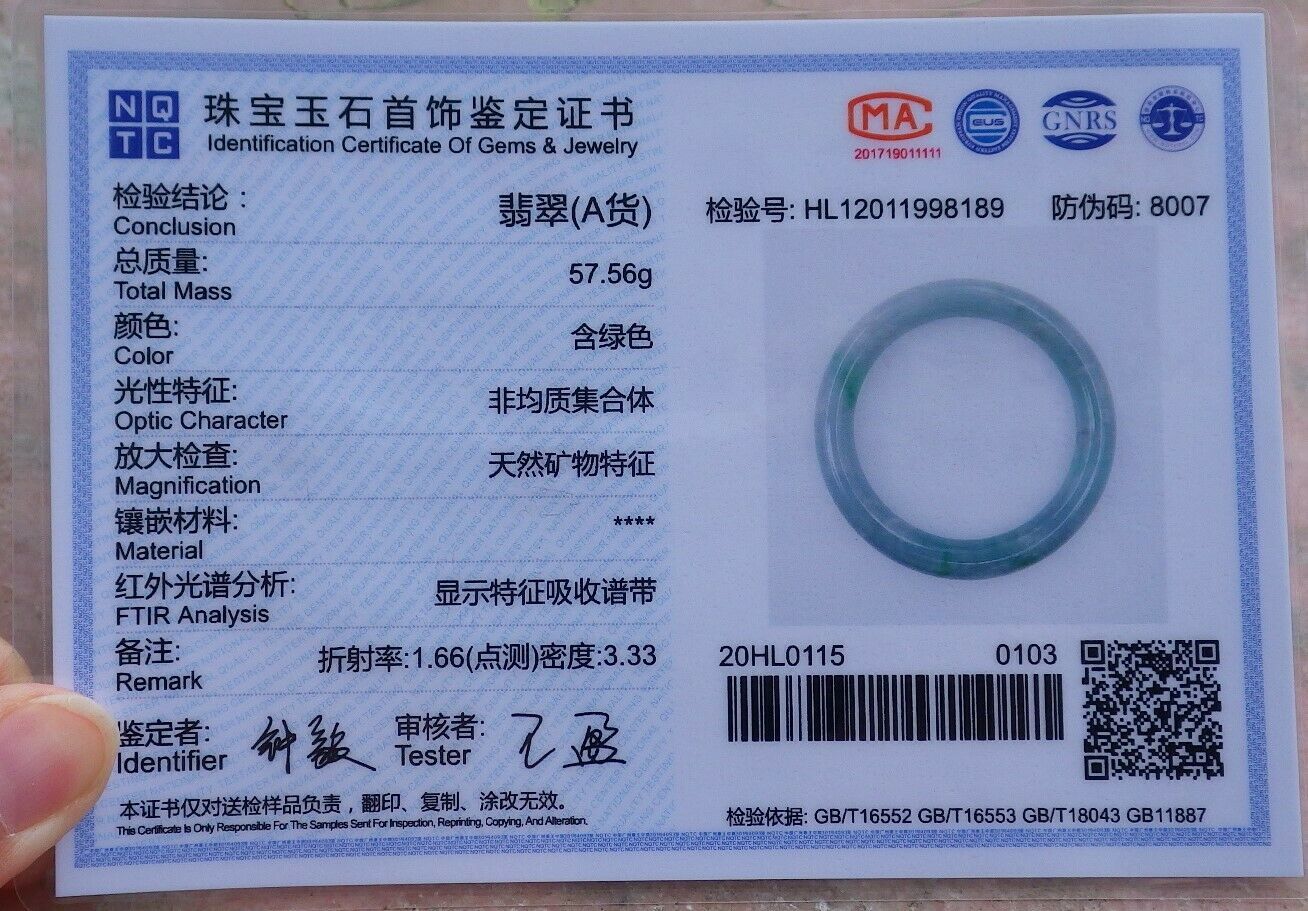 NQ
TC
珠宝玉石首饰鉴定证书
Identification Certificate Of Gems & Jewelry
MA
201719011111
EUS
GNRS
检验结论：
Conclusion
翡翠(A货)
总质量:
Total Mass
57.56g
颜色:
Color
含绿色
光性特征:
Optic Character
非均质集合体
放大检查:
Magnification
天然矿物特征
镶嵌材料:
Material
****
红外光谱分析:
FTIR Analysis
显示特征吸收谱带
备注:
Remark
折射率:1.66(点测)密度:3.33
鉴定者:
Identifier
审核者:
Tester
本证书仅对送检样品负责，翻印、复制、涂改无效。
This Certificate Is Only Responsible For The Samples Sent For Inspection, Reprinting, Copying, And Alteration.
检验号: HL12011998189 防伪码: 8007
20HL0115 0103
检验依据: GB/T16552 GB/T16553 GB/T18043 GB11887